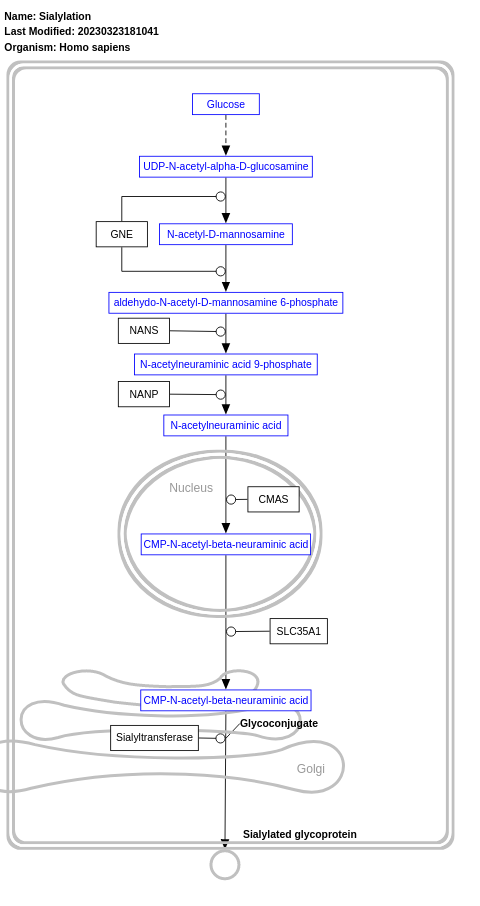 Name: Sialylation
Last Modified: 20230323181041
Organism: Homo sapiens
Glucose
UDP-N-acetyl-alpha-D-glucosamine
GNE
N-acetyl-D-mannosamine
aldehydo-N-acetyl-D-mannosamine 6-phosphate
NANS
N-acetylneuraminic acid 9-phosphate
NANP
N-acetylneuraminic acid
Nucleus
CMAS
CMP-N-acetyl-beta-neuraminic acid
SLC35A1
CMP-N-acetyl-beta-neuraminic acid
Glycoconjugate
Sialyltransferase
Golgi
Sialylated glycoprotein